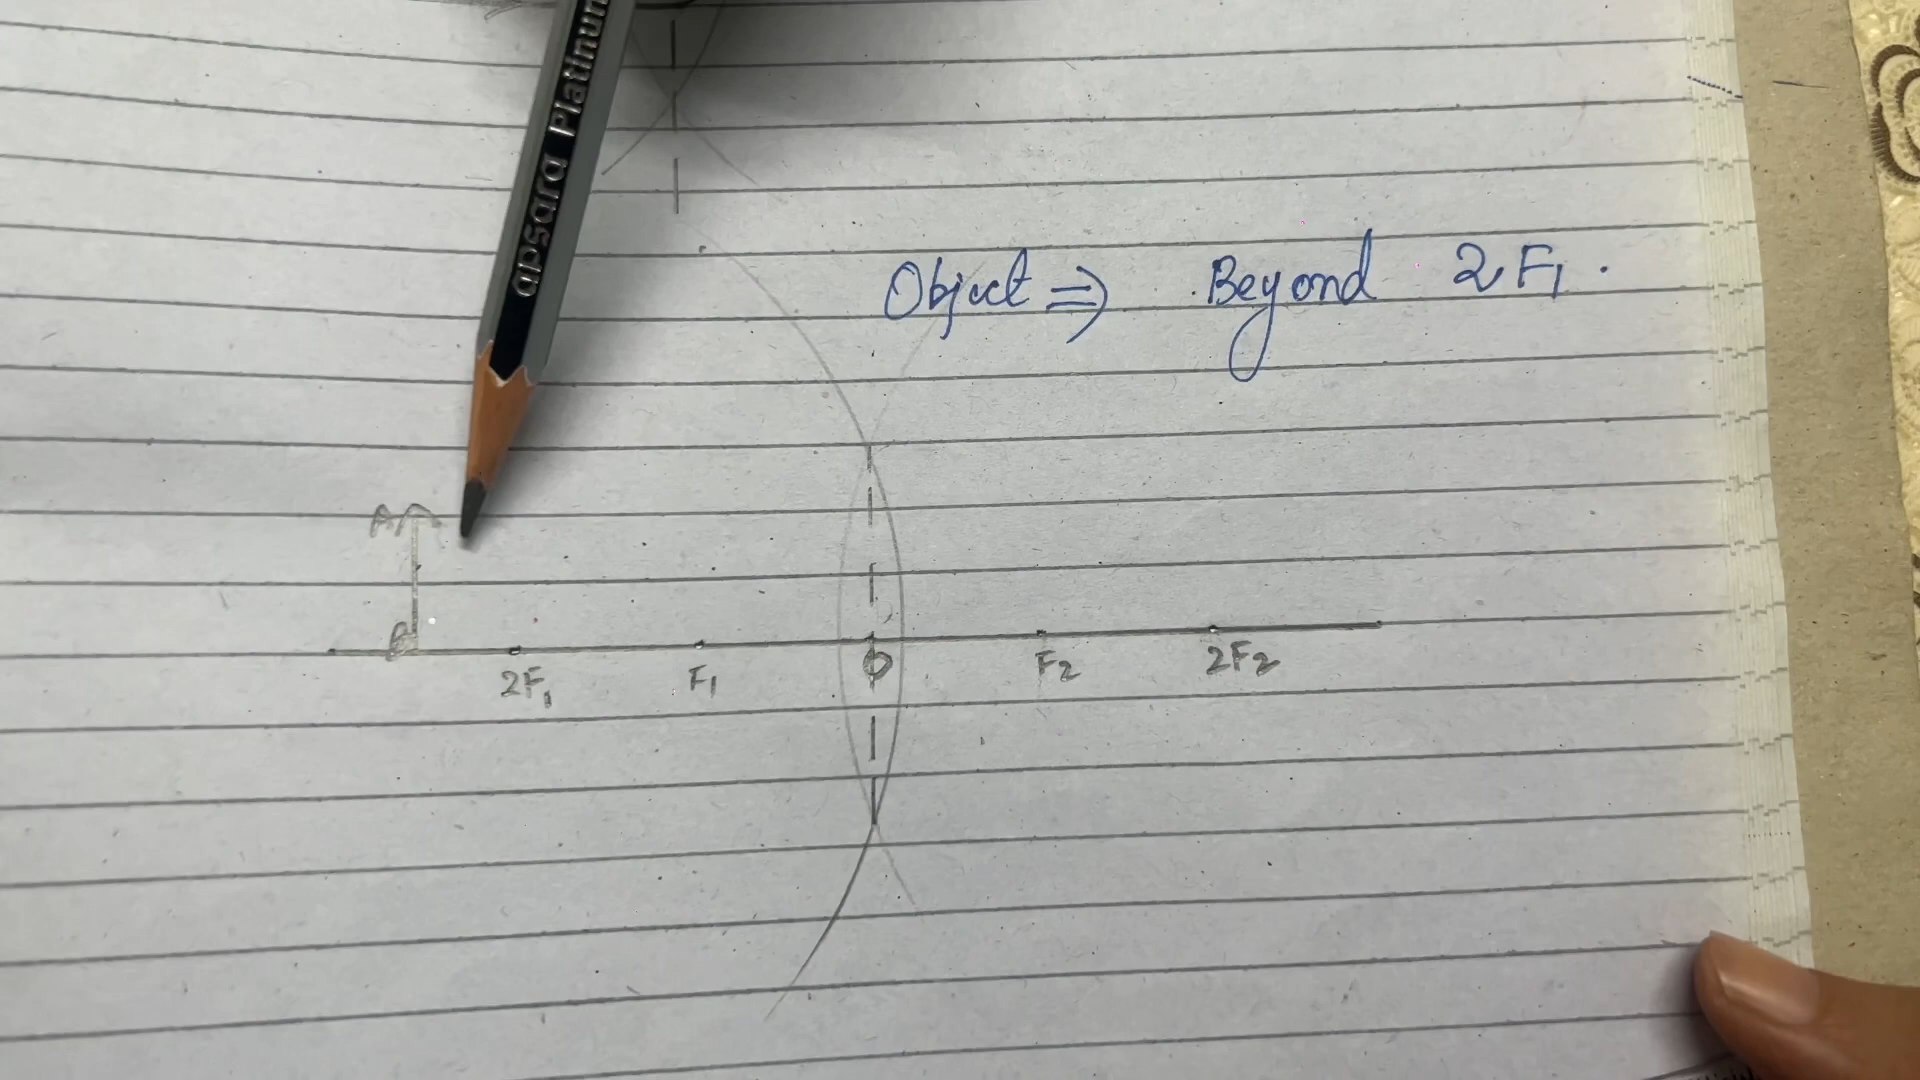 apsara Platinum
Object ⇒ Beyond 2F₁.
A
B
2F₁ F₁ O F₂ 2F₂